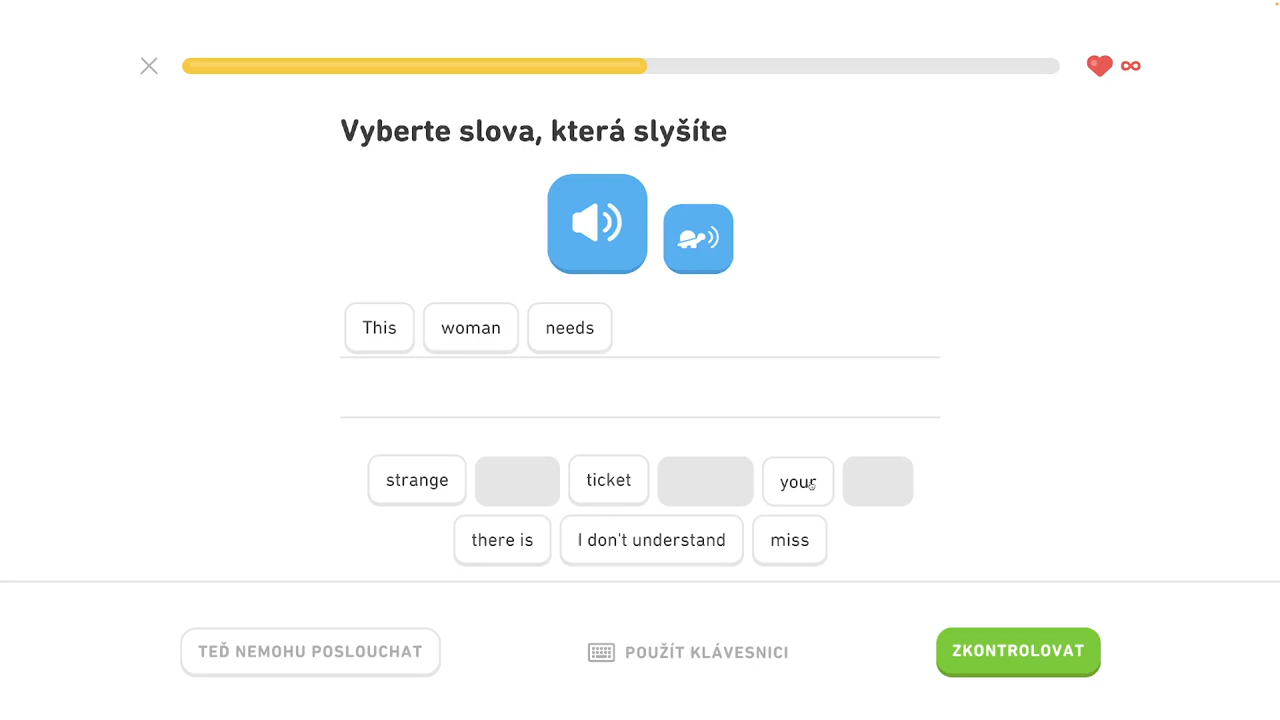 Vyberte slova, která slyšíte
This woman needs
strange ticket your
there is I don't understand miss
TEĎ NEMOHU POSLOUCHAT POUŽÍT KLÁVESNICI ZKONTROLOVAT